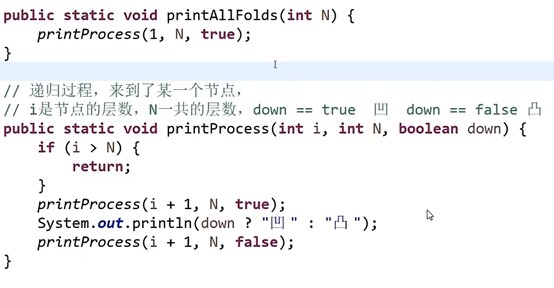 public static void printAllFolds(int N) {
    printProcess(1, N, true);
}
// 递归过程，来到了某一个节点，
// i是节点的层数，N一共的层数，down == true  凹  down == false 凸
public static void printProcess(int i, int N, boolean down) {
    if (i > N) {
        return;
    }
    printProcess(i + 1, N, true);
    System.out.println(down ? "凹 " : "凸 ");
    printProcess(i + 1, N, false);
}